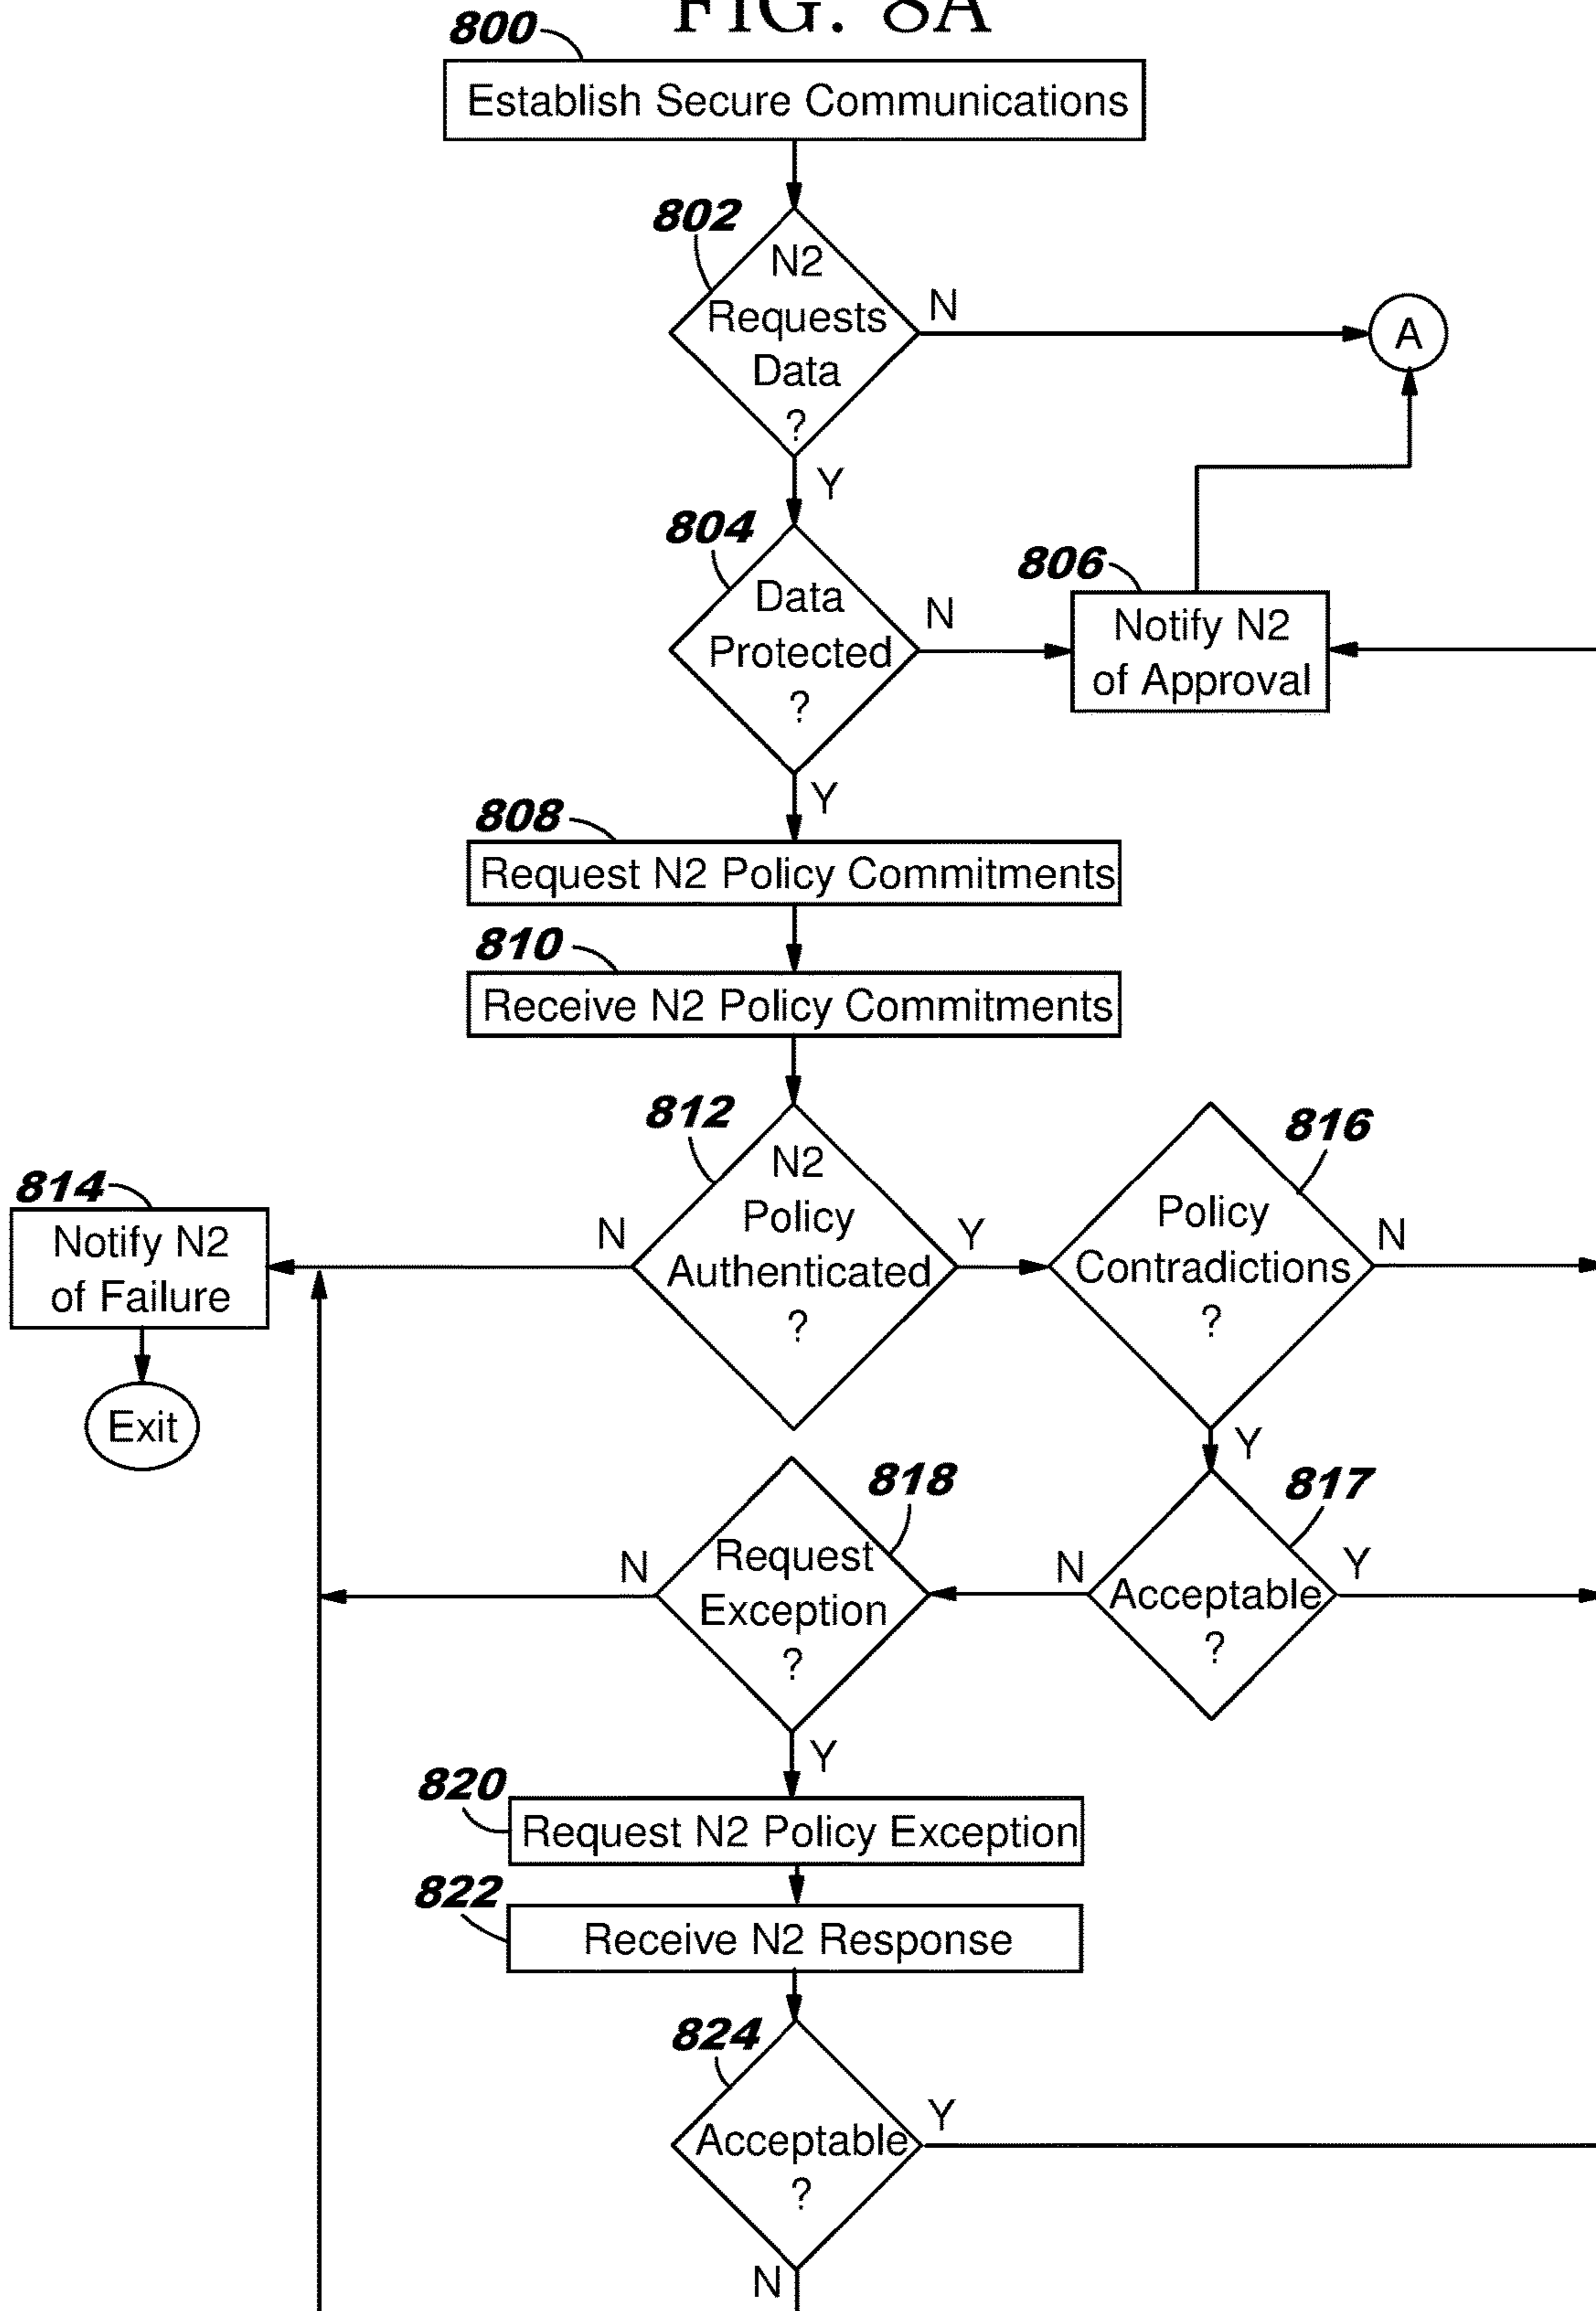 FIG. 8A
800
Establish Secure Communications
802
N2
Requests
Data
?
N
A
Y
804
Data
Protected
?
N
806
Notify N2
of Approval
Y
808
Request N2 Policy Commitments
810
Receive N2 Policy Commitments
812
N2
Policy
Authenticated
?
N
Y
814
Notify N2
of Failure
Exit
816
Policy
Contradictions
?
N
Y
817
Acceptable
?
Y
N
818
Request
Exception
?
N
Y
820
Request N2 Policy Exception
822
Receive N2 Response
824
Acceptable
?
Y
N